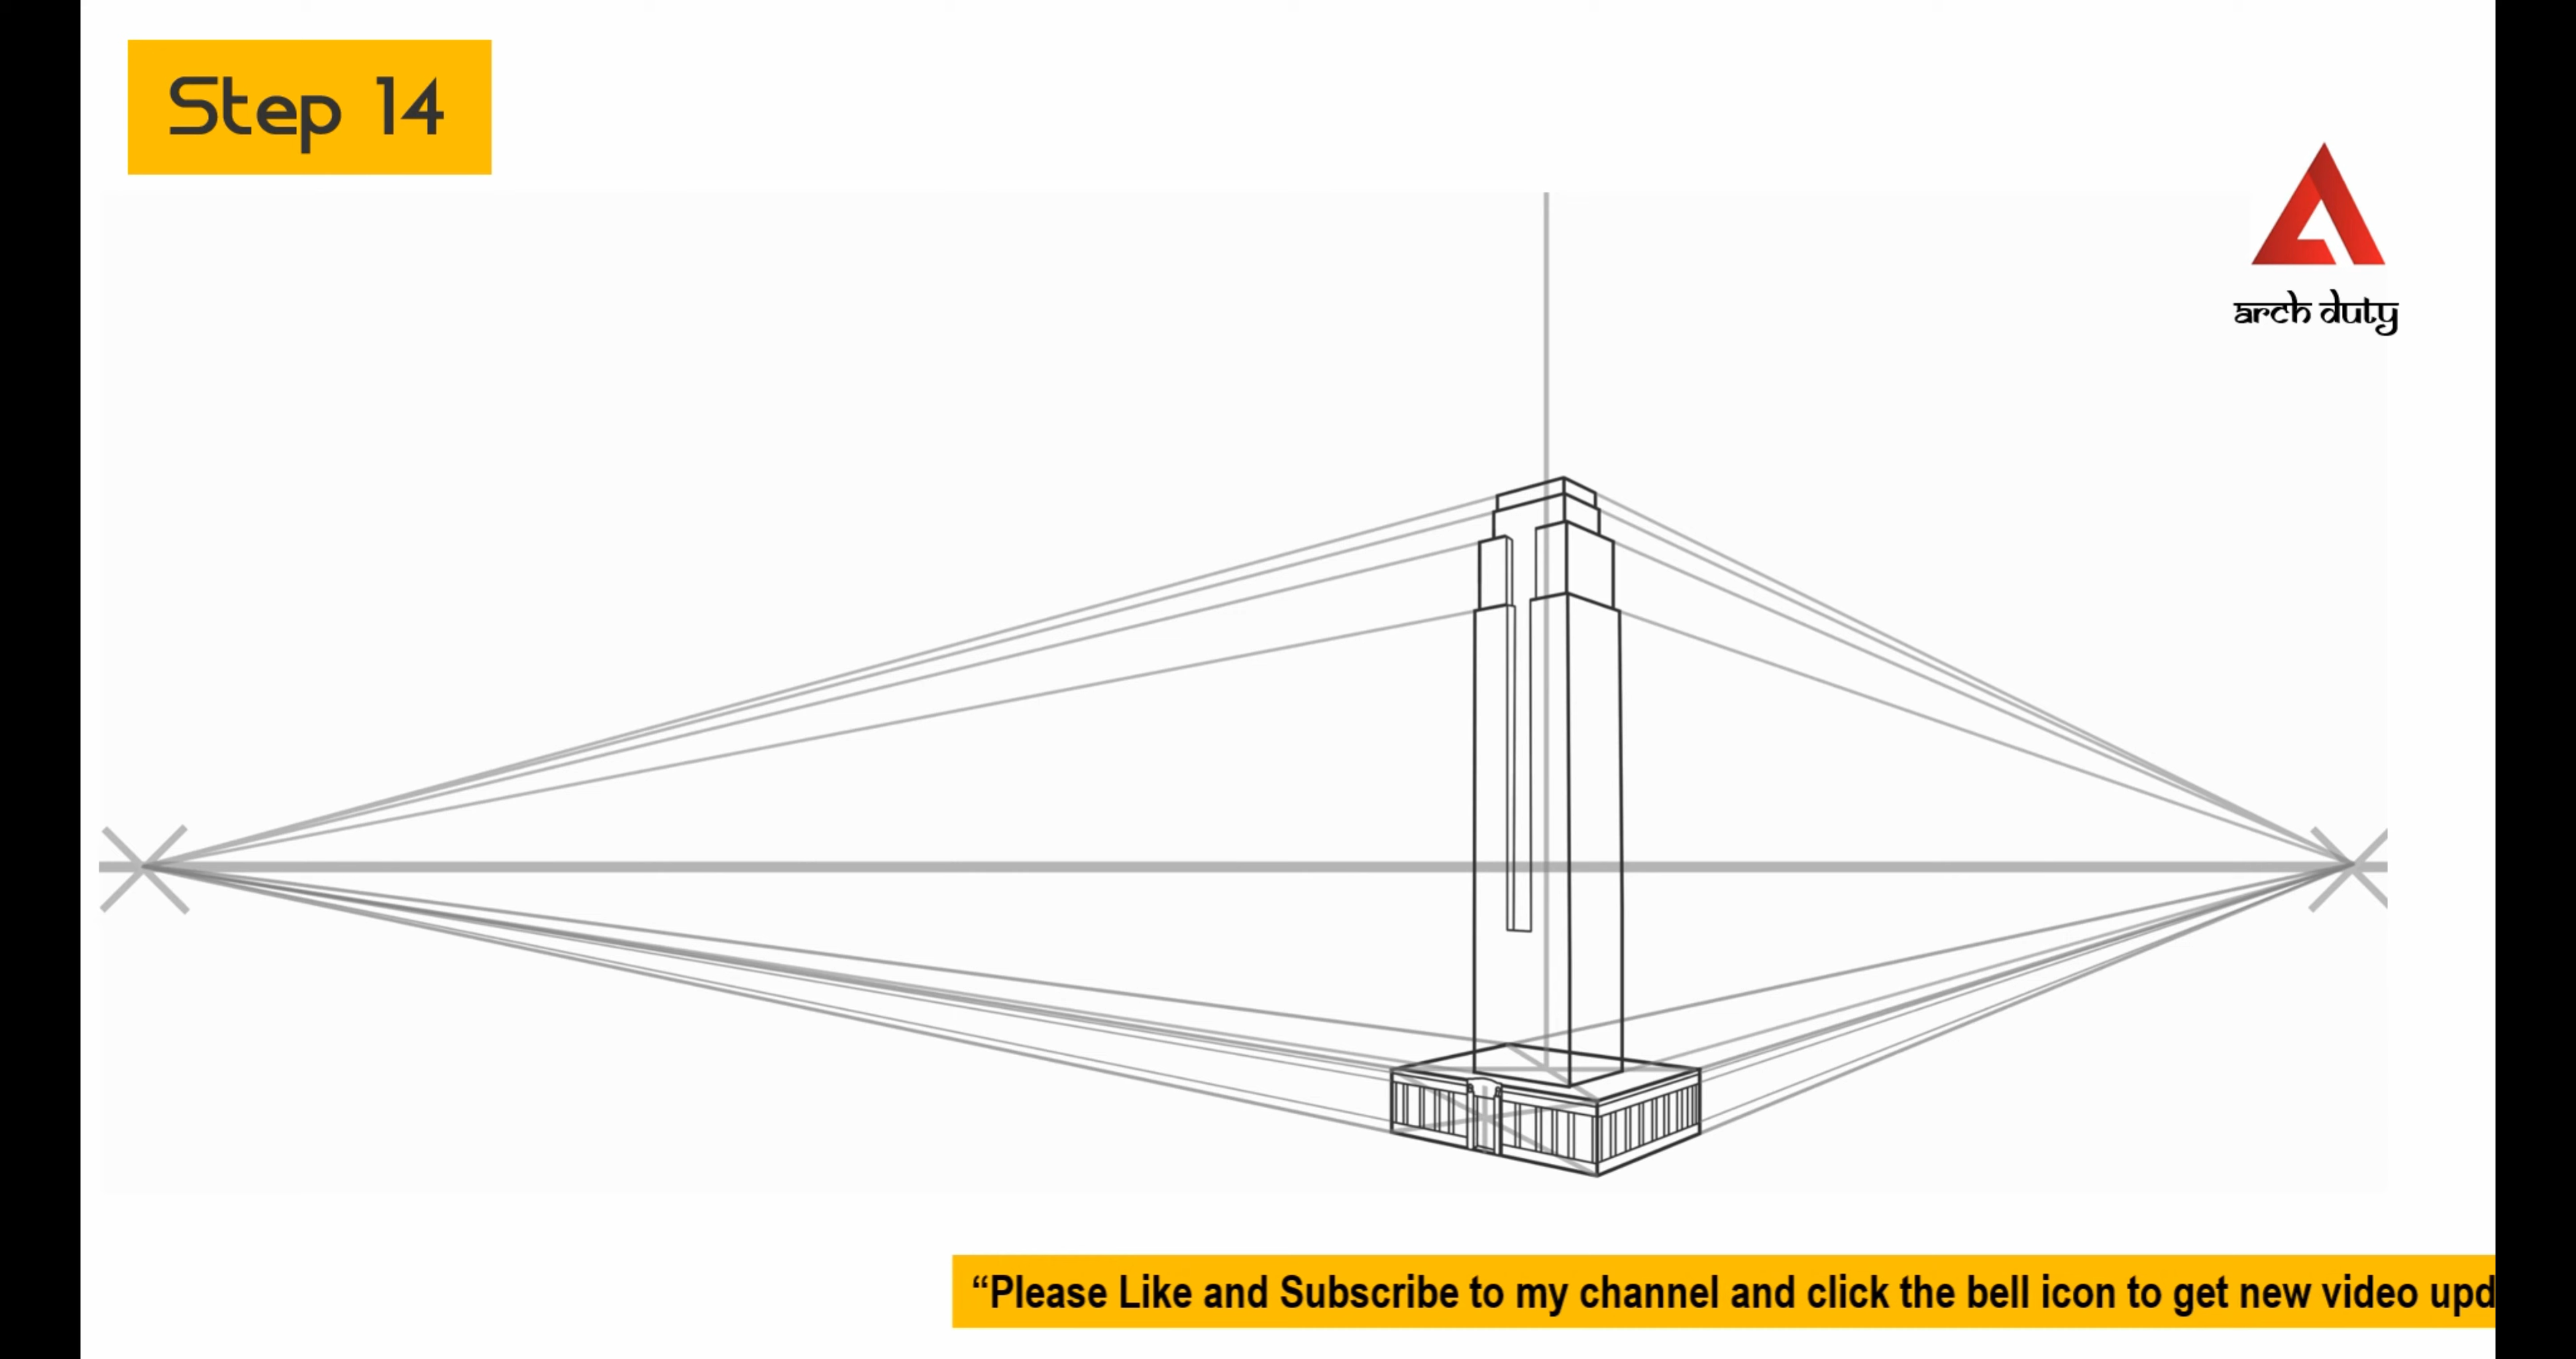 Step 14
arch duty
“Please Like and Subscribe to my channel and click the bell icon to get new video upd